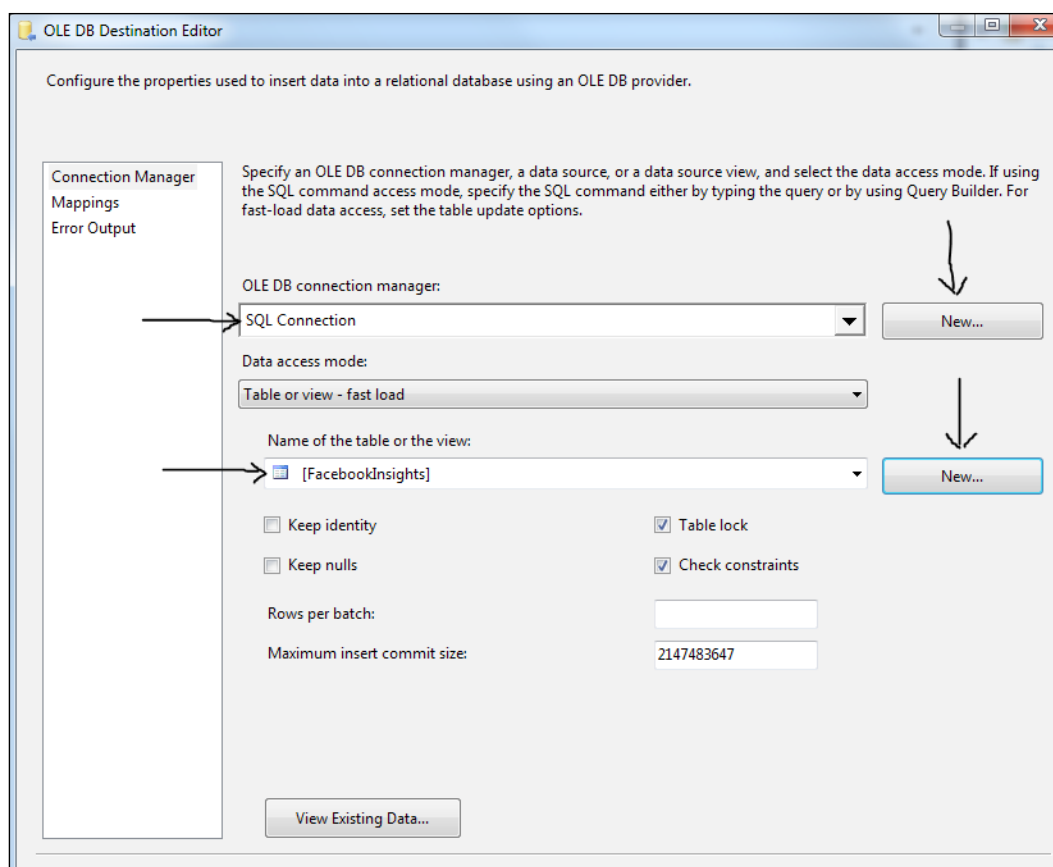 OLE DB Destination Editor
Configure the properties used to insert data into a relational database using an OLE DB provider.
Connection Manager
Mappings
Error Output
Specify an OLE DB connection manager, a data source, or a data source view, and select the data access mode. If using
the SQL command access mode, specify the SQL command either by typing the query or by using Query Builder. For
fast-load data access, set the table update options.
OLE DB connection manager:
SQL Connection
New...
Data access mode:
Table or view - fast load
Name of the table or the view:
[FacebookInsights]
New...
Keep identity
Table lock
Keep nulls
Check constraints
Rows per batch:
Maximum insert commit size:
2147483647
View Existing Data...